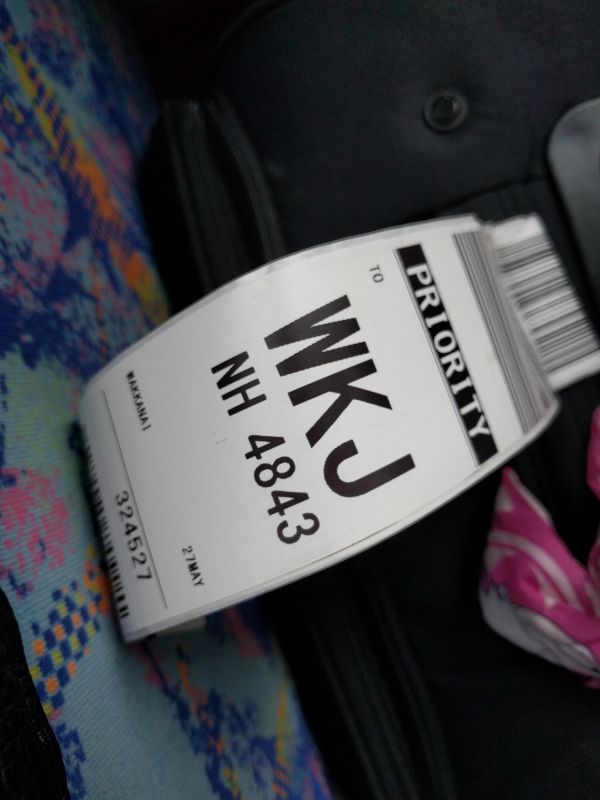 PRIORITY
TO
WKJ
NH 4843
WAKKANAI
27MAY
324527